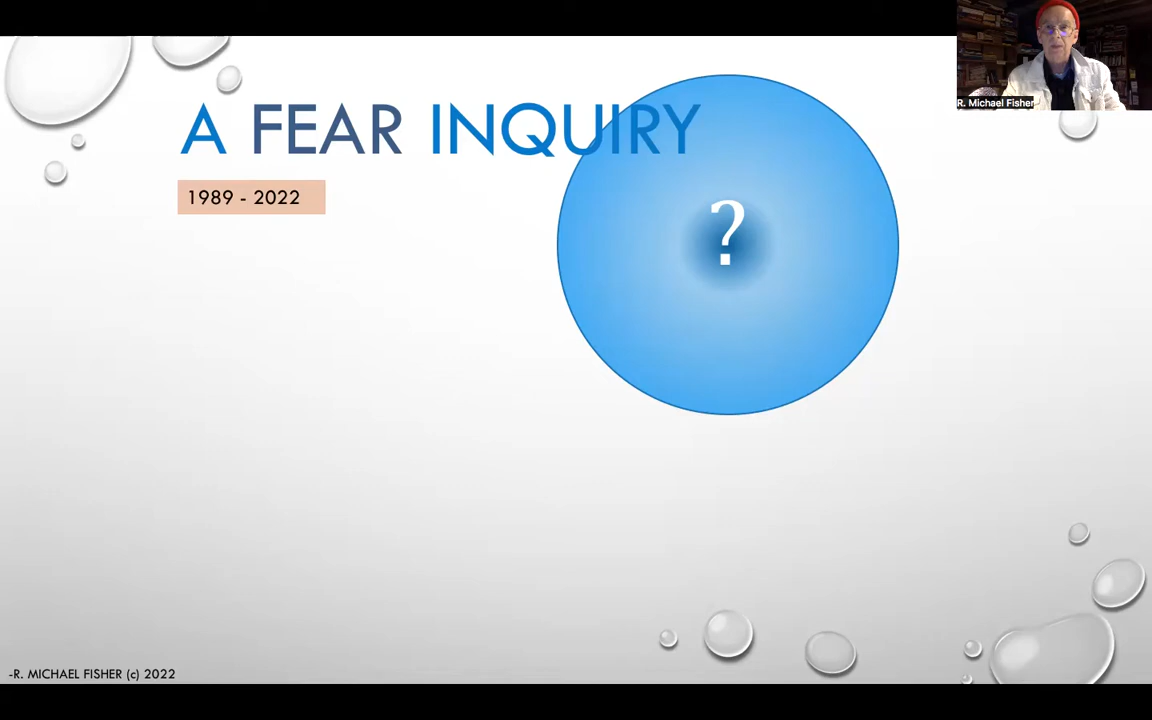 R. Michael Fisher
A FEAR INQUIRY
1989 - 2022
?
-R. MICHAEL FISHER (c) 2022